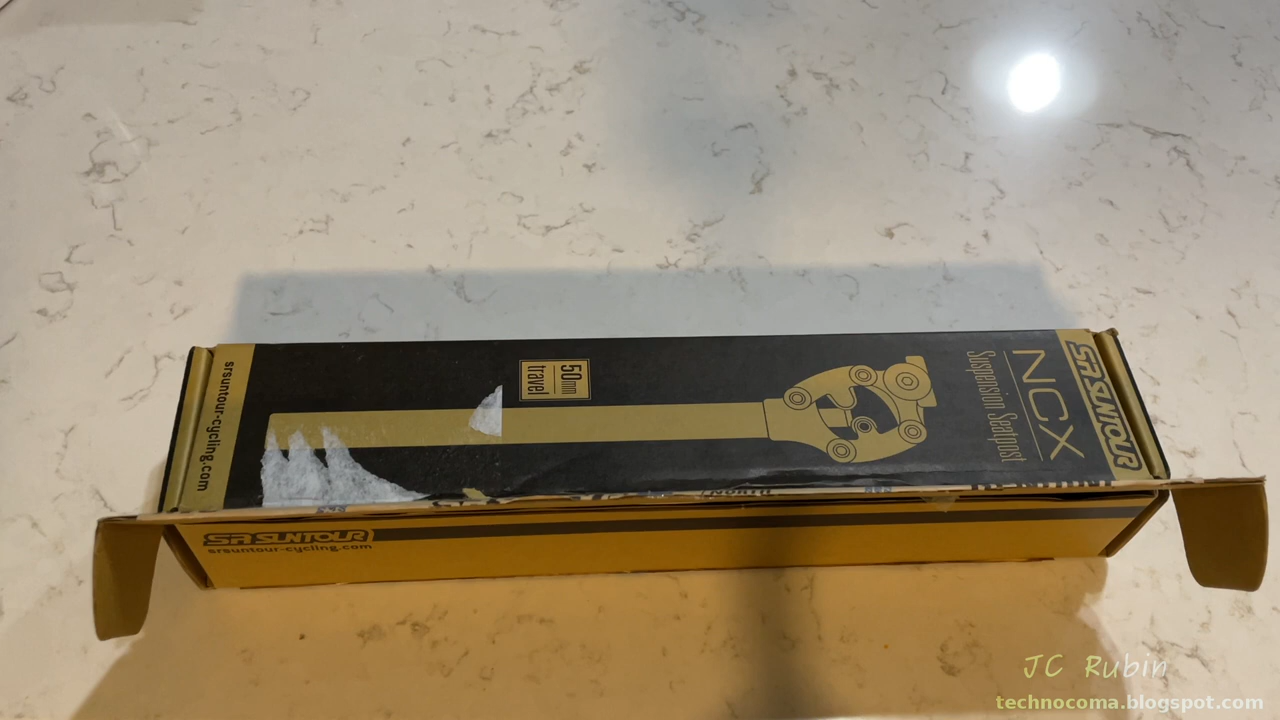 SR SUNTOUR
NCX
Suspension Seatpost
50mm
travel
srsuntour-cycling.com
NORTH
SR SUNTOUR
srsuntour-cycling.com
JC Rubin
technocoma.blogspot.com